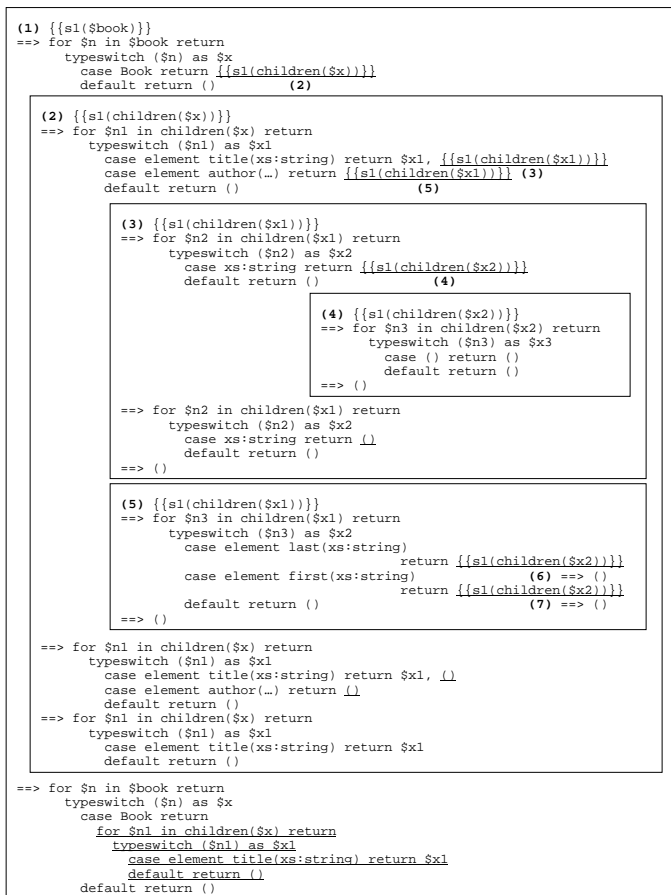 (1) {{s1($book)}}
==> for $n in $book return
typeswitch ($n) as $x
case Book return {{s1(children($x))}}
default return () (2)
(2) {{s1(children($x))}}
==> for $n1 in children($x) return
typeswitch ($n1) as $x1
case element title(xs:string) return $x1, {{s1(children($x1))}}
case element author(…) return {{s1(children($x1))}} (3)
default return () (5)
(3) {{s1(children($x1))}}
==> for $n2 in children($x1) return
typeswitch ($n2) as $x2
case xs:string return {{s1(children($x2))}}
default return () (4)
(4) {{s1(children($x2))}}
==> for $n3 in children($x2) return
typeswitch ($n3) as $x3
case () return ()
default return ()
==> ()
==> for $n2 in children($x1) return
typeswitch ($n2) as $x2
case xs:string return ()
default return ()
==> ()
(5) {{s1(children($x1))}}
==> for $n3 in children($x1) return
typeswitch ($n3) as $x2
case element last(xs:string)
return {{s1(children($x2))}}
case element first(xs:string) (6) ==> ()
return {{s1(children($x2))}}
default return () (7) ==> ()
==> ()
==> for $n1 in children($x) return
typeswitch ($n1) as $x1
case element title(xs:string) return $x1, ()
case element author(…) return ()
default return ()
==> for $n1 in children($x) return
typeswitch ($n1) as $x1
case element title(xs:string) return $x1
default return ()
==> for $n in $book return
typeswitch ($n) as $x
case Book return
for $n1 in children($x) return
typeswitch ($n1) as $x1
case element title(xs:string) return $x1
default return ()
default return ()